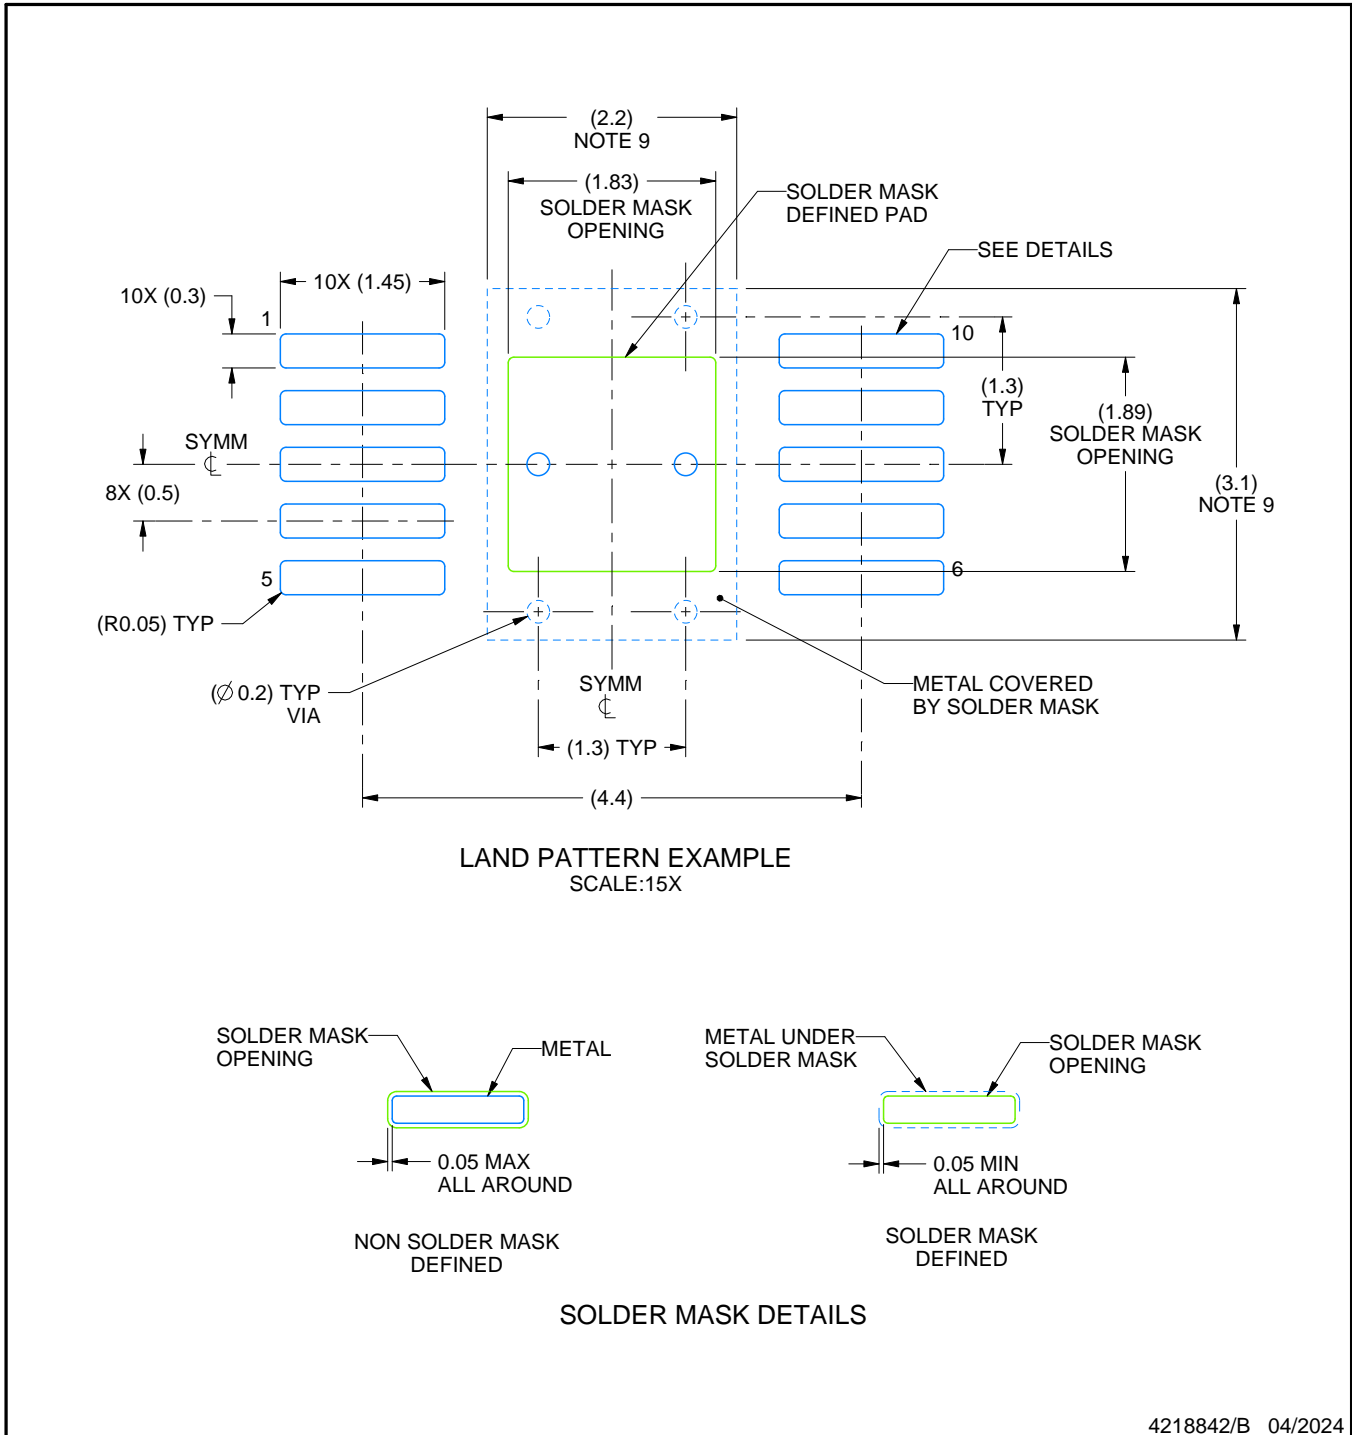 (2.2)
NOTE 9
(1.83)
SOLDER MASK
OPENING
SOLDER MASK
DEFINED PAD
SEE DETAILS
10X (1.45)
10X (0.3)
1
10
(1.3)
TYP
(1.89)
SOLDER MASK
OPENING
SYMM
℄
8X (0.5)
(3.1)
NOTE 9
5
6
(R0.05) TYP
(Ø0.2) TYP
VIA
SYMM
℄
METAL COVERED
BY SOLDER MASK
(1.3) TYP
(4.4)
LAND PATTERN EXAMPLE
SCALE:15X
SOLDER MASK
OPENING
METAL
METAL UNDER
SOLDER MASK
SOLDER MASK
OPENING
0.05 MAX
ALL AROUND
0.05 MIN
ALL AROUND
NON SOLDER MASK
DEFINED
SOLDER MASK
DEFINED
SOLDER MASK DETAILS
4218842/B 04/2024